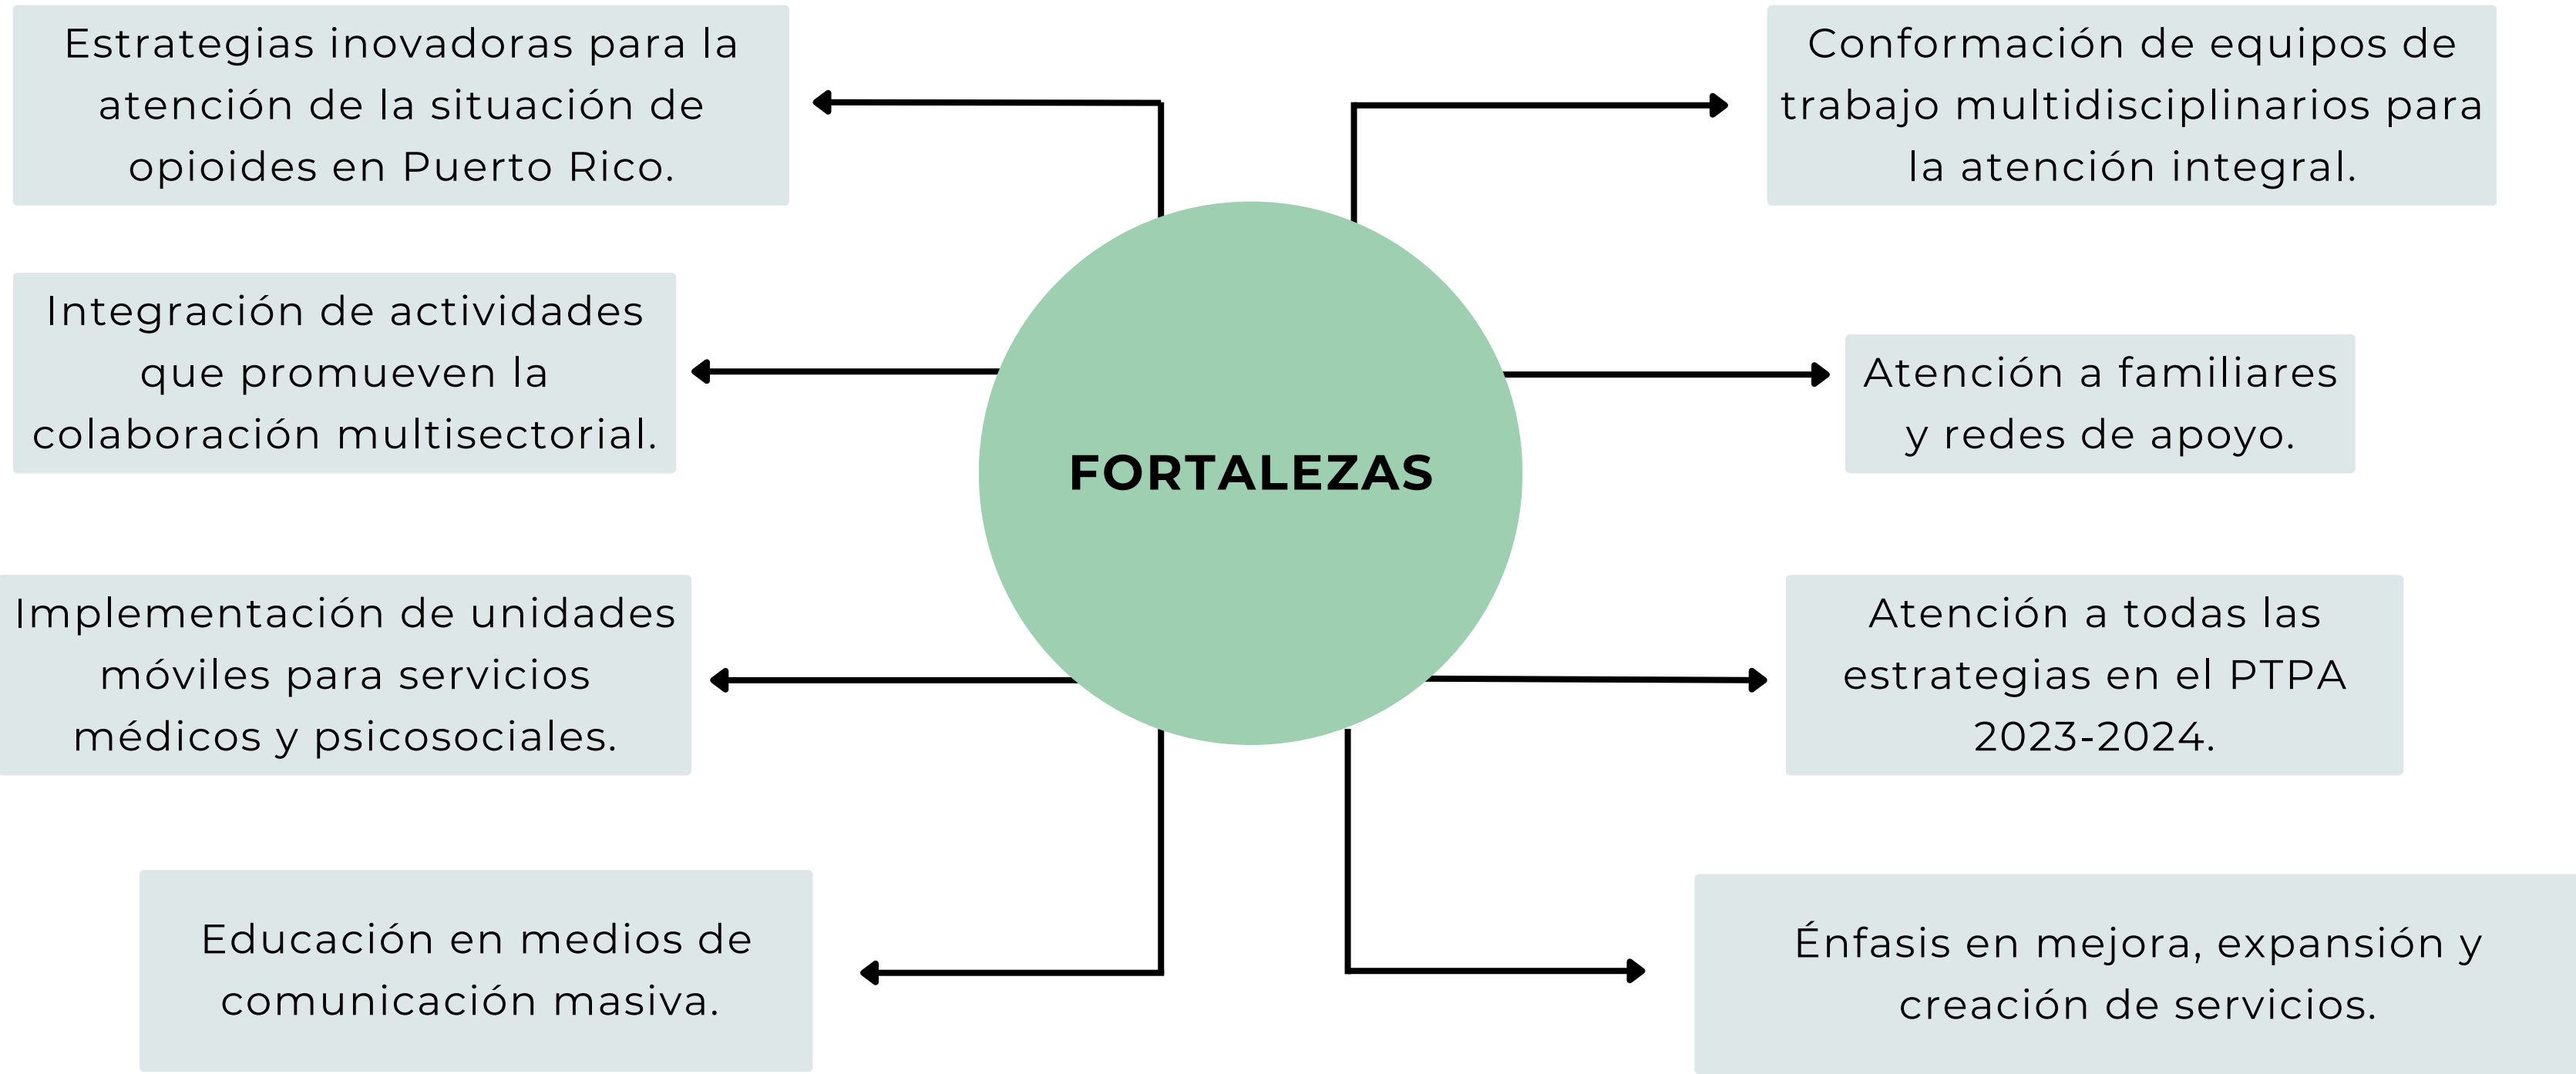 Estrategias inovadoras para la
atención de la situación de
opioides en Puerto Rico.
Conformación de equipos de
trabajo multidisciplinarios para
la atención integral.
Integración de actividades
que promueven la
colaboración multisectorial.
Atención a familiares
y redes de apoyo.
FORTALEZAS
Implementación de unidades
móviles para servicios
médicos y psicosociales.
Atención a todas las
estrategias en el PTPA
2023-2024.
Educación en medios de
comunicación masiva.
Énfasis en mejora, expansión y
creación de servicios.